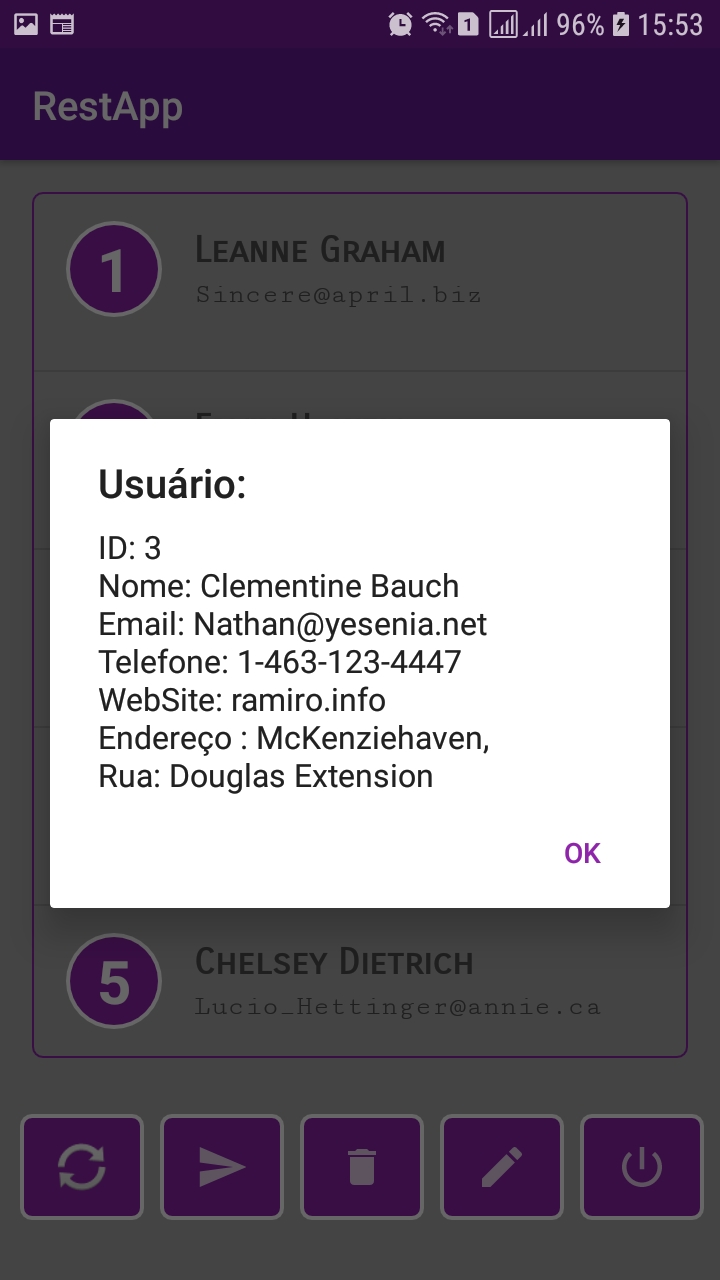 1 96% 15:53
RestApp
1 Leanne Graham
Sincere@april.biz
Usuário:
ID: 3
Nome: Clementine Bauch
Email: Nathan@yesenia.net
Telefone: 1-463-123-4447
WebSite: ramiro.info
Endereço : McKenziehaven,
Rua: Douglas Extension
OK
5 Chelsey Dietrich
Lucio_Hettinger@annie.ca